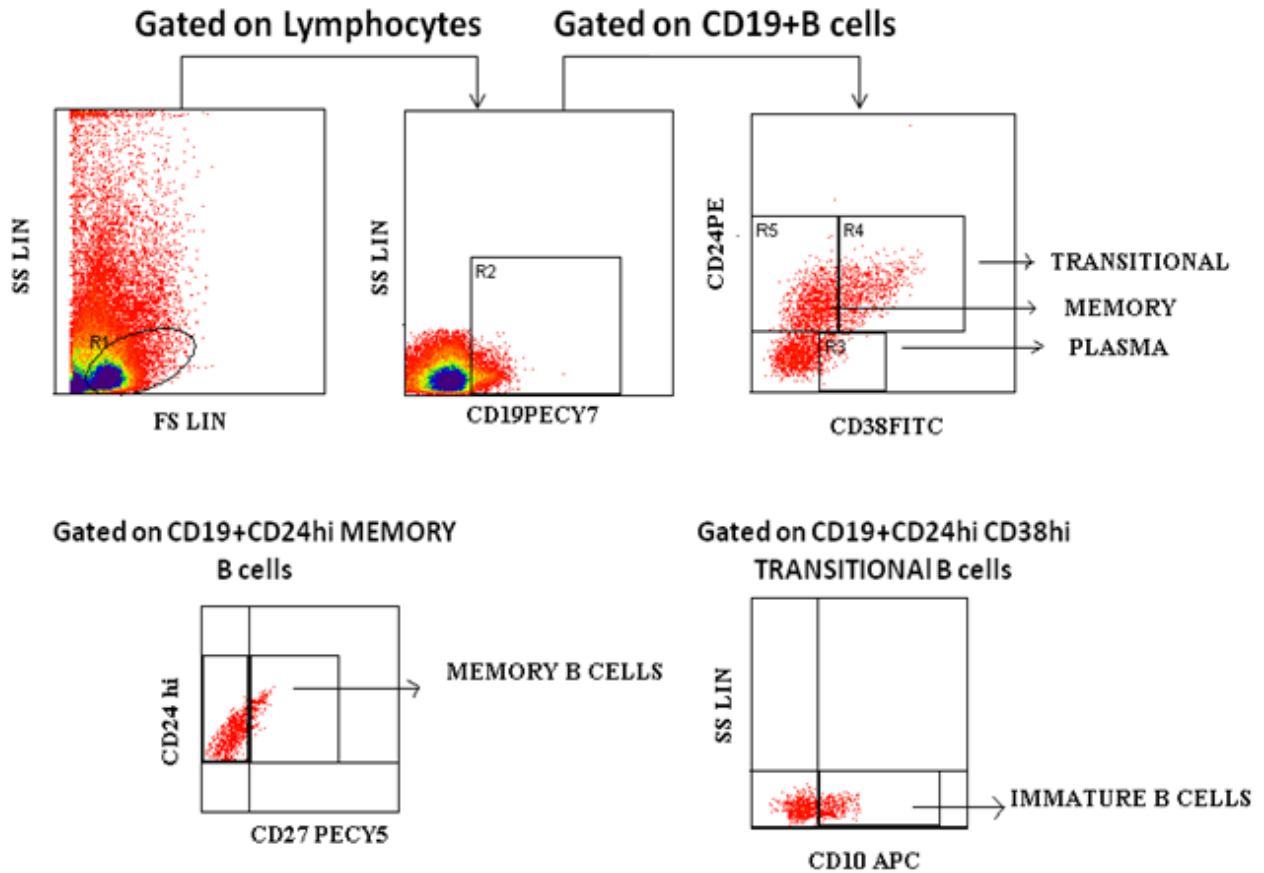 Gated on Lymphocytes
Gated on CD19+B cells
SS LIN
R1
FS LIN
SS LIN
R2
CD19PECY7
CD24PE
R5
R4
R3
CD38FITC
TRANSITIONAL
MEMORY
PLASMA
Gated on CD19+CD24hi MEMORY
B cells
CD24 hi
CD27 PECY5
MEMORY B CELLS
Gated on CD19+CD24hi CD38hi
TRANSITIONAl B cells
SS LIN
CD10 APC
IMMATURE B CELLS